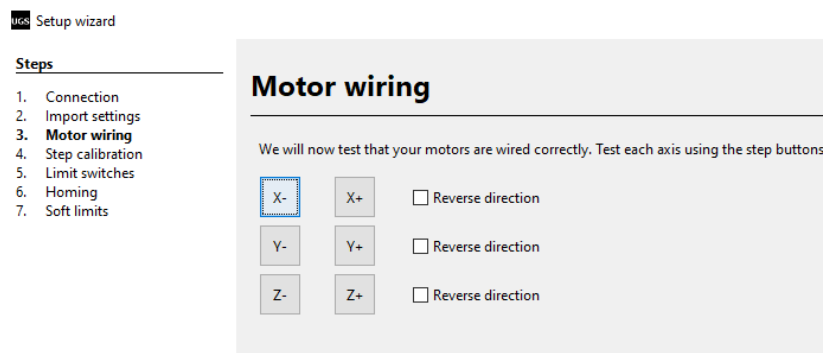 UGS Setup wizard
Steps
1. Connection
2. Import settings
3. Motor wiring
4. Step calibration
5. Limit switches
6. Homing
7. Soft limits
Motor wiring
We will now test that your motors are wired correctly. Test each axis using the step buttons
X- X+ Reverse direction
Y- Y+ Reverse direction
Z- Z+ Reverse direction